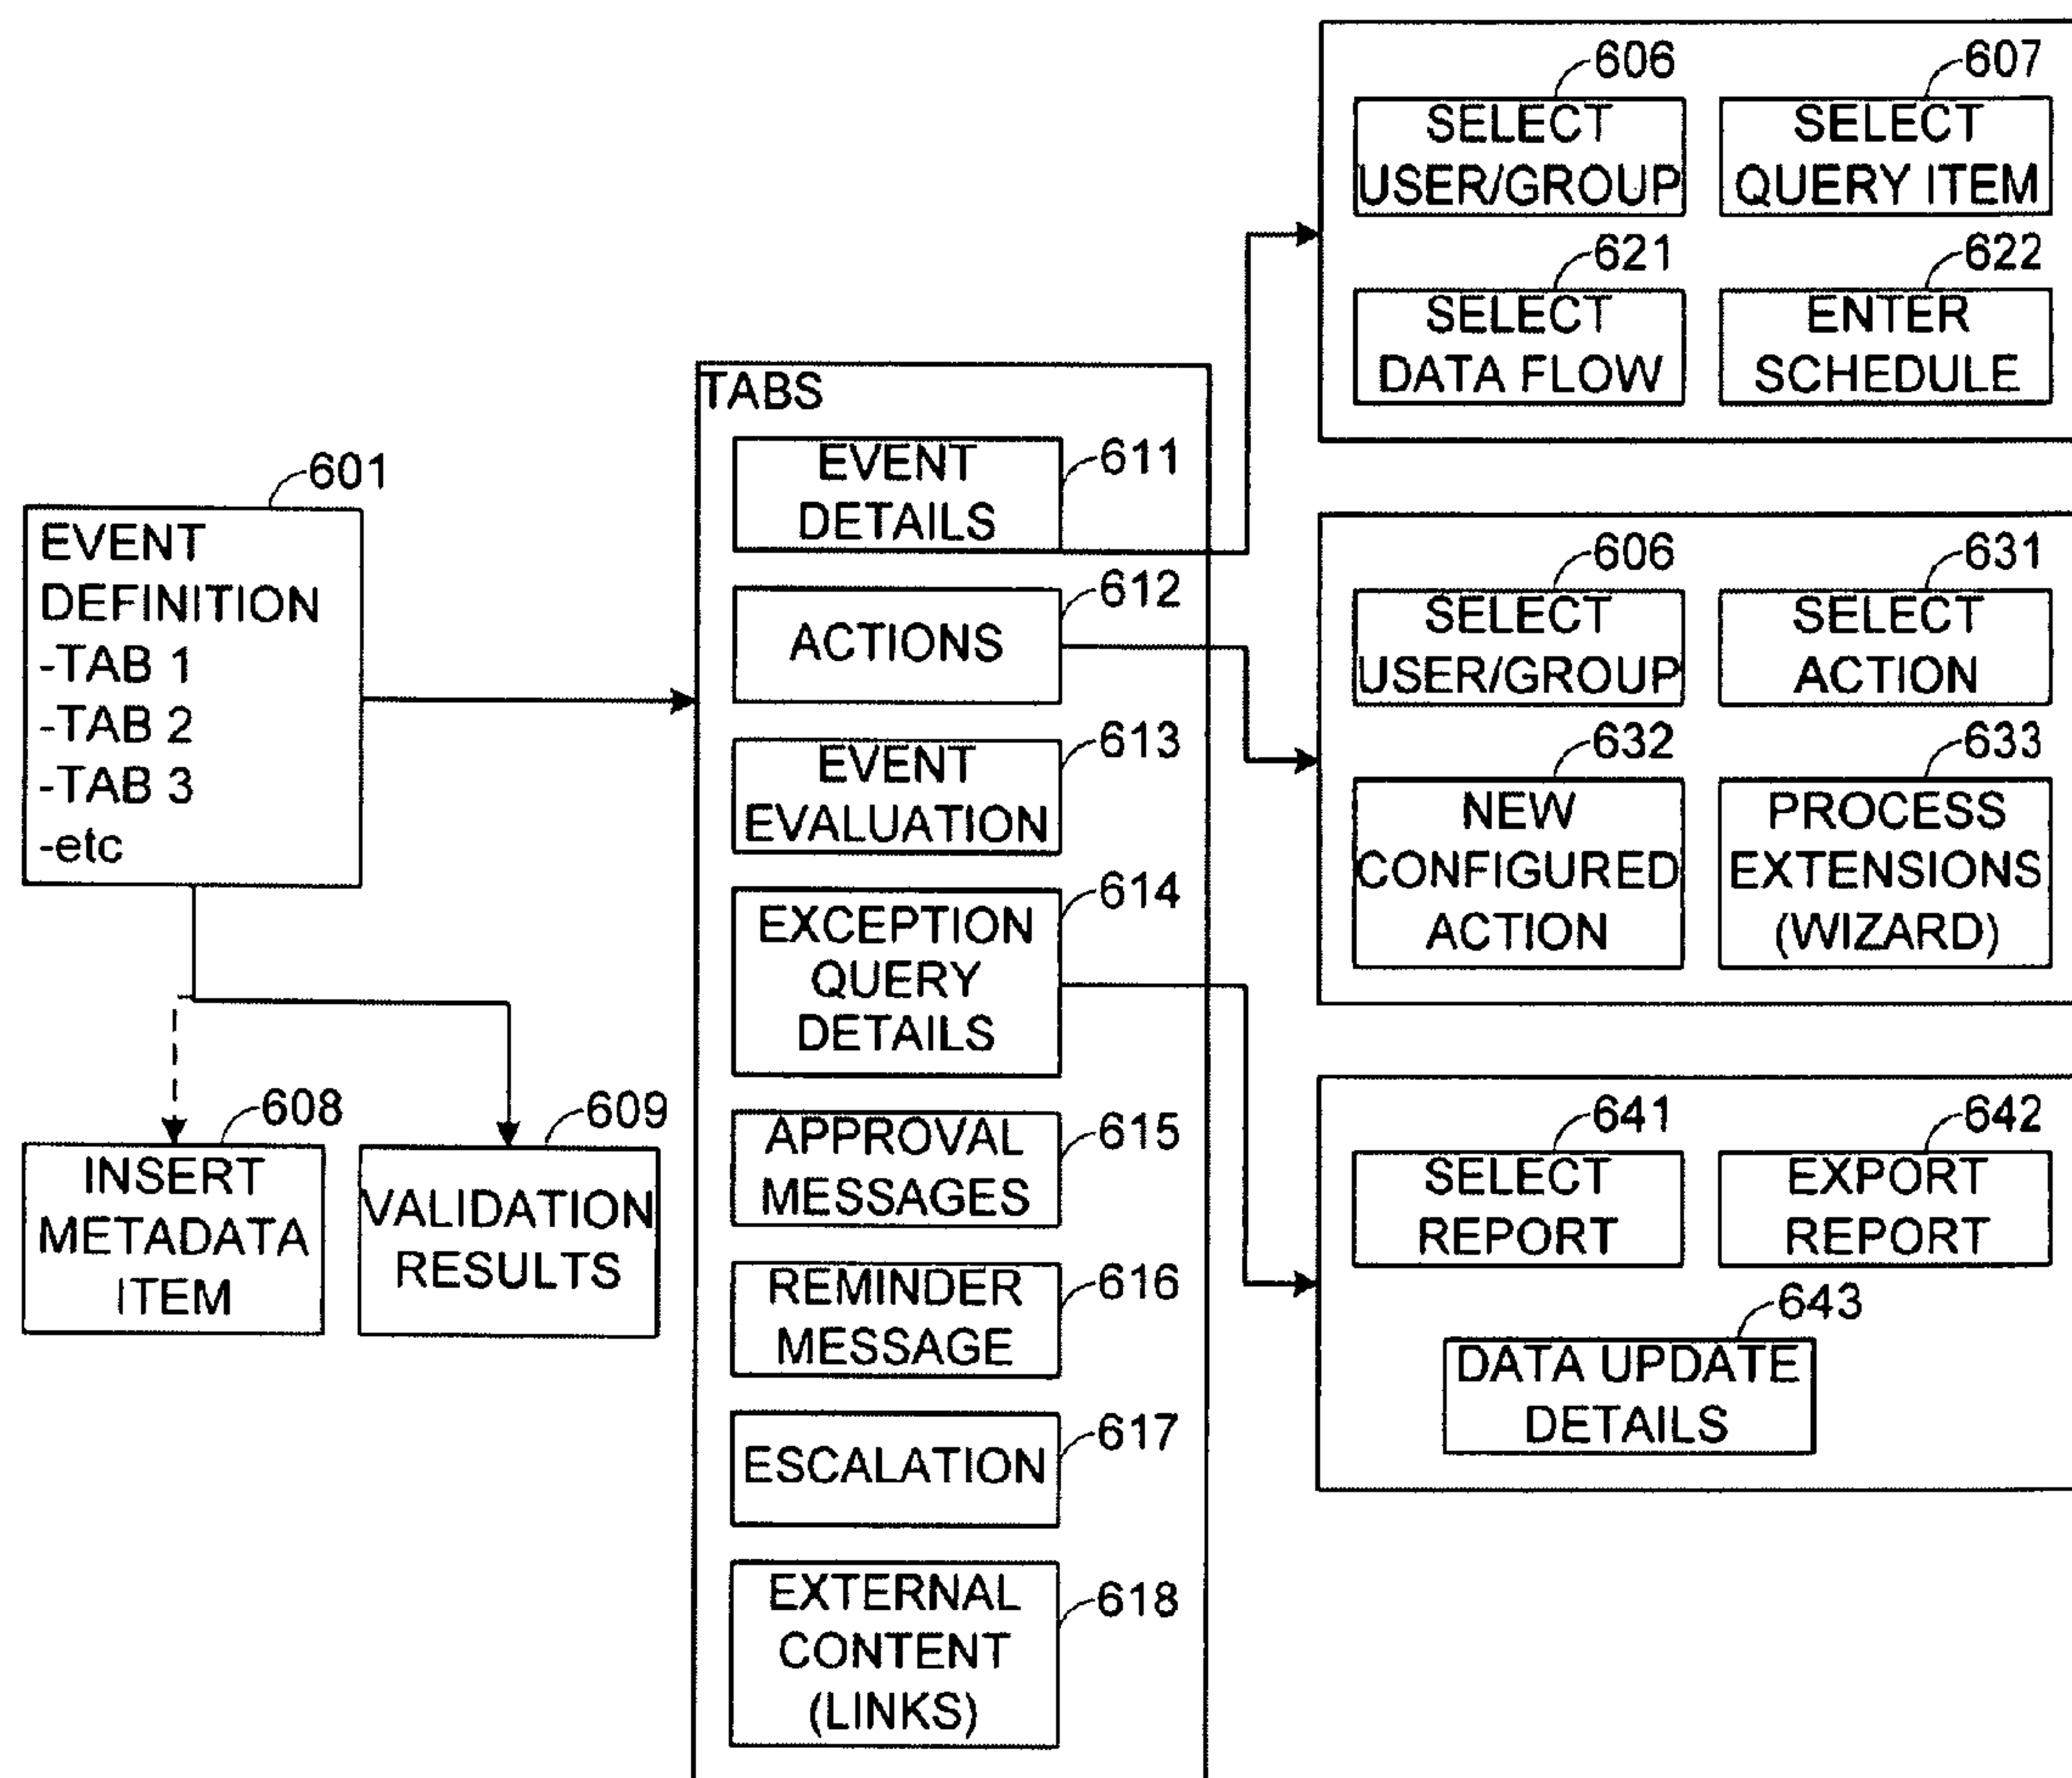 601
EVENT
DEFINITION
-TAB 1
-TAB 2
-TAB 3
-etc
608
INSERT
METADATA
ITEM
609
VALIDATION
RESULTS
TABS
EVENT
DETAILS
611
ACTIONS
612
EVENT
EVALUATION
613
EXCEPTION
QUERY
DETAILS
614
APPROVAL
MESSAGES
615
REMINDER
MESSAGE
616
ESCALATION
617
EXTERNAL
CONTENT
(LINKS)
618
606
SELECT
USER/GROUP
607
SELECT
QUERY ITEM
621
SELECT
DATA FLOW
622
ENTER
SCHEDULE
606
SELECT
USER/GROUP
631
SELECT
ACTION
632
NEW
CONFIGURED
ACTION
633
PROCESS
EXTENSIONS
(WIZARD)
641
SELECT
REPORT
642
EXPORT
REPORT
643
DATA UPDATE
DETAILS